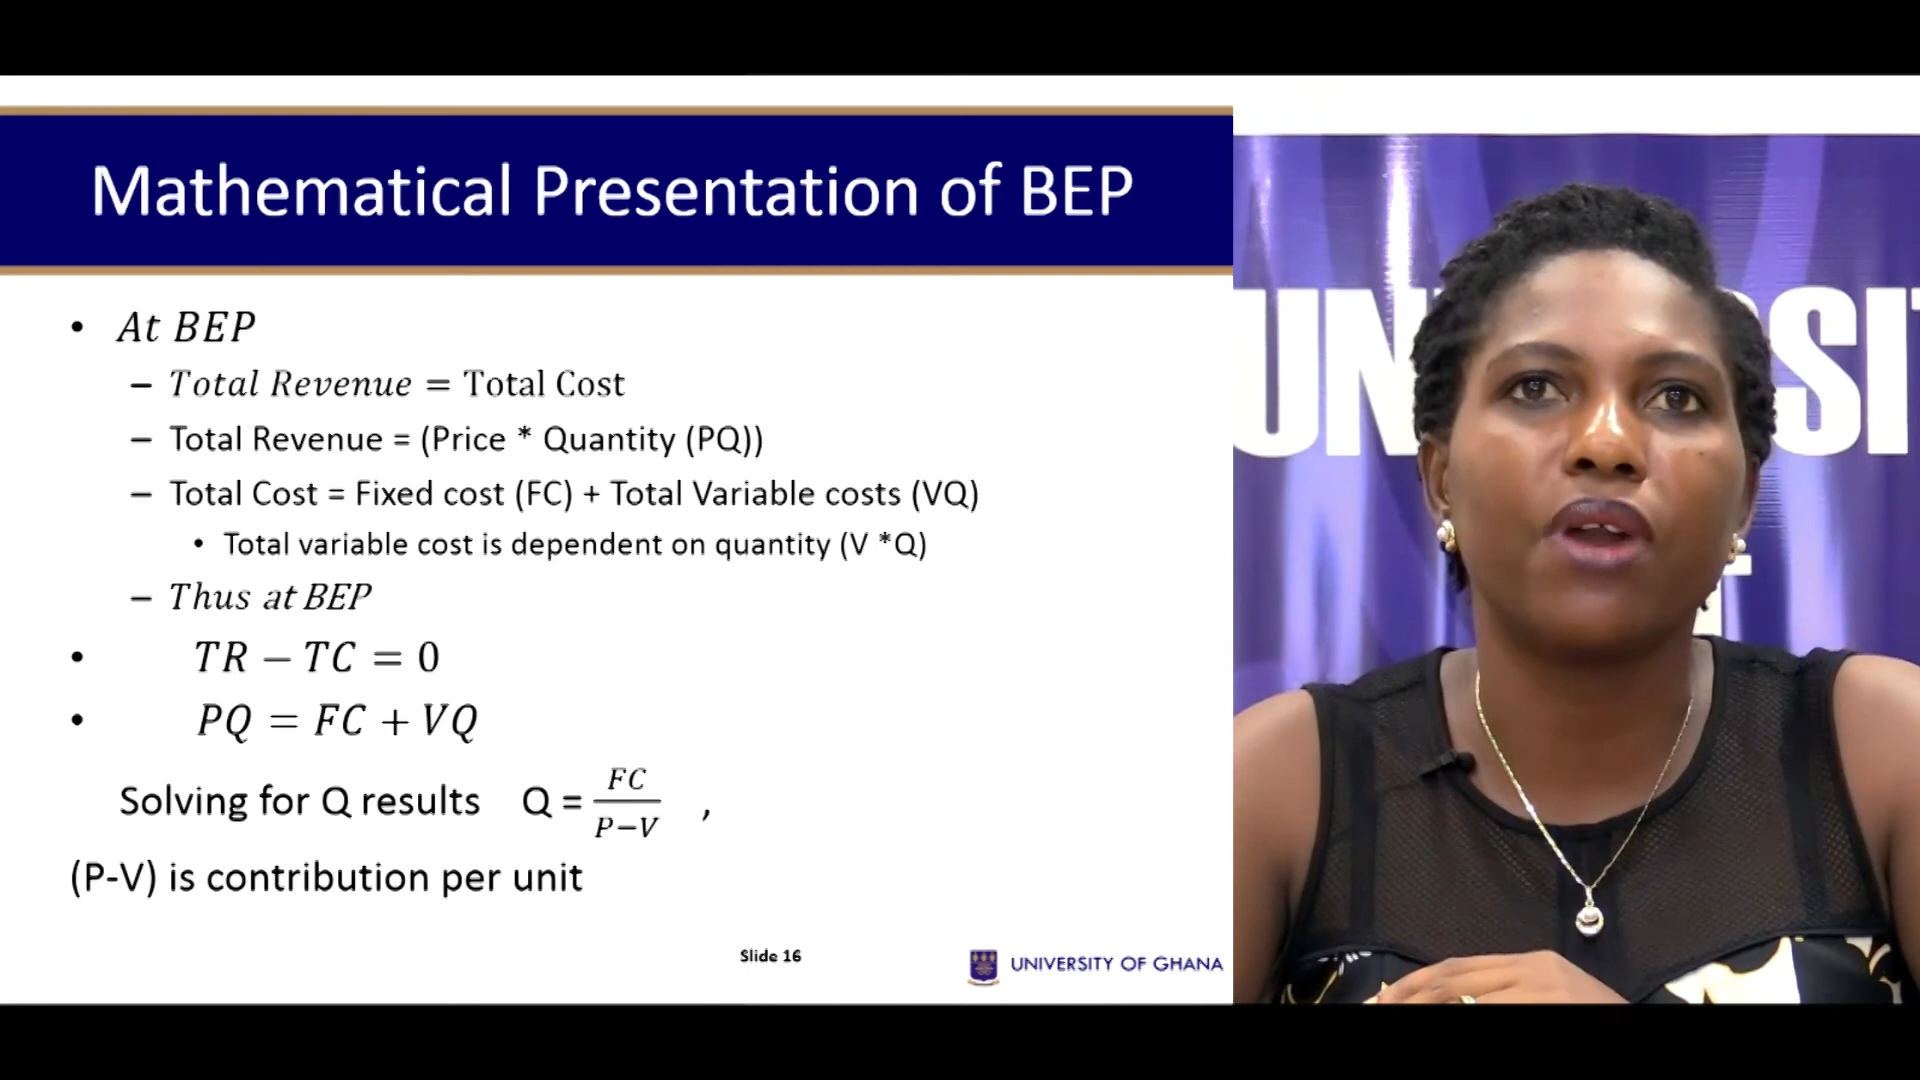 Mathematical Presentation of BEP
• At BEP
– Total Revenue = Total Cost
– Total Revenue = (Price * Quantity (PQ))
– Total Cost = Fixed cost (FC) + Total Variable costs (VQ)
• Total variable cost is dependent on quantity (V *Q)
– Thus at BEP
• TR − TC = 0
• PQ = FC + VQ
Solving for Q results Q = FC / P−V ,
(P-V) is contribution per unit
Slide 16
UNIVERSITY OF GHANA